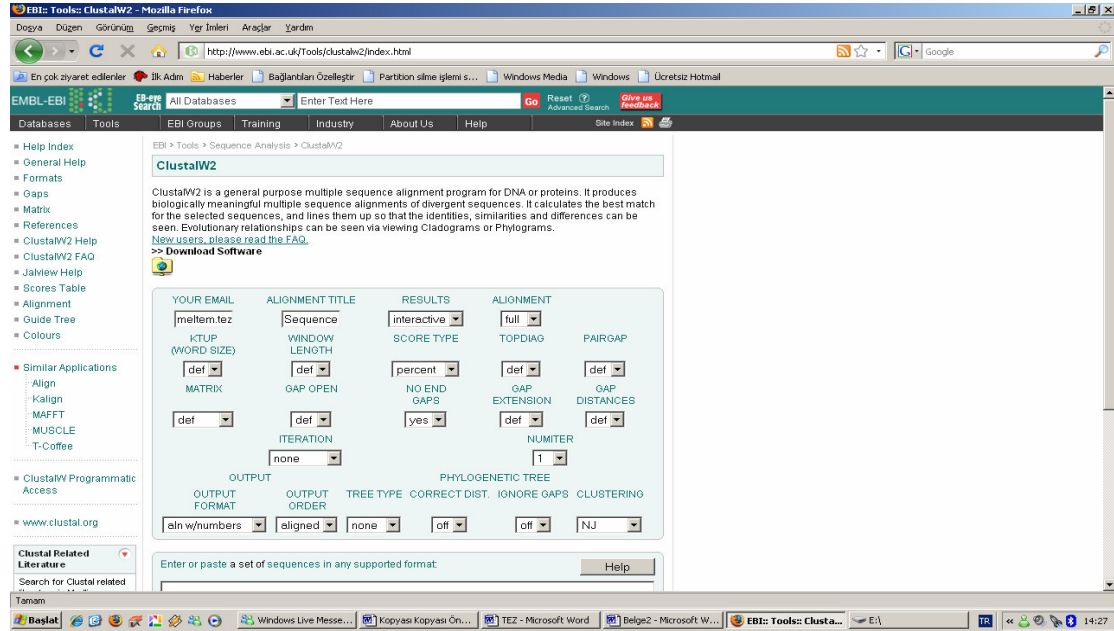 EBI:: Tools:: ClustalW2 - Mozilla Firefox
Dosya Düzen Görünüm Geçmiş Yer İmleri Araçlar Yardım
http://www.ebi.ac.uk/Tools/clustalw2/index.html
Google
En çok ziyaret edilenler İlk Adım Haberler Bağlantıları Özelleştir Partition silme işlemi s... Windows Media Windows Ücretsiz Hotmail
EMBL-EBI EB-eye Search All Databases Enter Text Here Go Reset Advanced Search Give us feedback
Databases Tools EBI Groups Training Industry About Us Help Site Index
Help Index
General Help
Formats
Gaps
Matrix
References
ClustalW2 Help
ClustalW2 FAQ
Jalview Help
Scores Table
Alignment
Guide Tree
Colours
Similar Applications
Align
Kalign
MAFFT
MUSCLE
T-Coffee
ClustalW Programmatic
Access
www.clustal.org
Clustal Related
Literature
Search for Clustal related
EBI > Tools > Sequence Analysis > ClustalW2
ClustalW2
ClustalW2 is a general purpose multiple sequence alignment program for DNA or proteins. It produces
biologically meaningful multiple sequence alignments of divergent sequences. It calculates the best match
for the selected sequences, and lines them up so that the identities, similarities and differences can be
seen. Evolutionary relationships can be seen via viewing Cladograms or Phylograms.
New users, please read the FAQ.
>> Download Software
YOUR EMAIL ALIGNMENT TITLE RESULTS ALIGNMENT
meltem.tez Sequence interactive full
KTUP (WORD SIZE) WINDOW LENGTH SCORE TYPE TOPDIAG PAIRGAP
def def percent def def
MATRIX GAP OPEN NO END GAPS GAP EXTENSION GAP DISTANCES
def def yes def def
ITERATION NUMITER
none 1
OUTPUT PHYLOGENETIC TREE
OUTPUT FORMAT OUTPUT ORDER TREE TYPE CORRECT DIST. IGNORE GAPS CLUSTERING
aln w/numbers aligned none off off NJ
Enter or paste a set of sequences in any supported format:
Help
Tamam
Başlat Windows Live Messe... Kopyası Kopyası Ön... TEZ - Microsoft Word Belge2 - Microsoft W... EBI:: Tools:: Clusta... E:\ TR 14:27